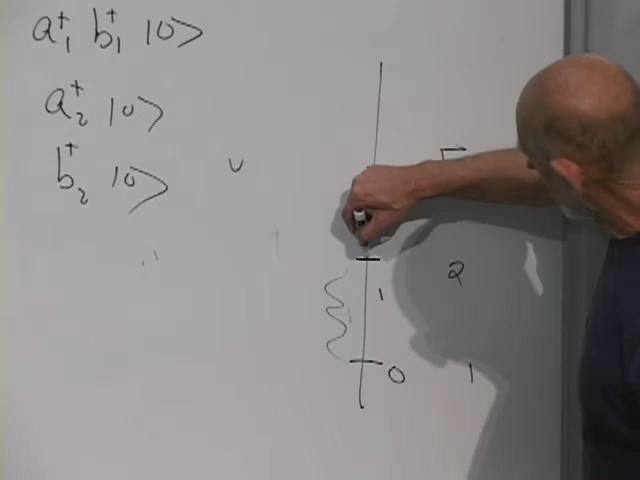 a₁⁺ b₁⁺ |0>
a₂⁺ |0>
b₂⁺ |0>
2
1
0 1